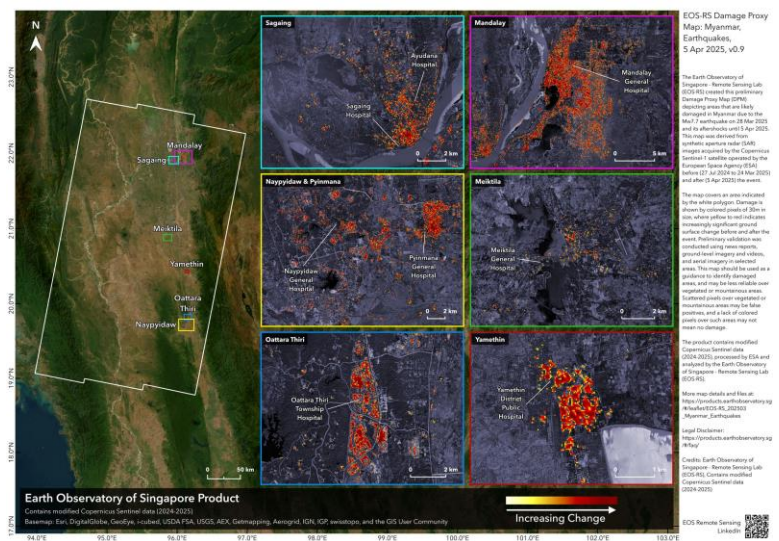 EOS-RS Damage Proxy
Map: Myanmar,
Earthquakes,
5 Apr 2025, v0.9
The Earth Observatory of
Singapore - Remote Sensing Lab
(EOS-RS) created this preliminary
Damage Proxy Map (DPM)
depicting areas that are likely
damaged in Myanmar due to the
Mw7.7 earthquake on 28 Mar 2025
and its aftershocks until 5 Apr 2025.
This map was derived from
synthetic aperture radar (SAR)
images acquired by the Copernicus
Sentinel-1 satellite operated by the
European Space Agency (ESA)
before (27 Jul 2024 to 24 Mar 2025)
and after (5 Apr 2025) the event.
The map covers an area indicated
by the white polygon. Damage is
shown by colored pixels of 30m in
size, where yellow to red indicates
increasingly significant ground
surface change before and after the
event. Preliminary validation was
conducted using news reports,
ground-level imagery and videos,
and aerial imagery in selected
areas. This map should be used as a
guidance to identify damaged
areas, and may be less reliable over
vegetated or mountainous areas.
Scattered pixels over vegetated or
mountainous areas may be false
positives, and a lack of colored
pixels over such areas may not
mean no damage.
The product contains modified
Copernicus Sentinel data
(2024-2025), processed by ESA and
analyzed by the Earth Observatory
of Singapore - Remote Sensing Lab
(EOS-RS).
More map details and files at:
https://products.earthobservatory.sg
/#/leaflet/EOS-RS_202503
_Myanmar_Earthquakes
Legal Disclaimer:
https://products.earthobservatory.sg
/#/faq/
Credits: Earth Observatory of
Singapore - Remote Sensing Lab
(EOS-RS). Contains modified
Copernicus Sentinel data
(2024-2025).
EOS Remote Sensing
LinkedIn
N
23.0°N
22.0°N
21.0°N
20.0°N
19.0°N
18.0°N
17.0°N
Mandalay
Sagaing
Meiktila
Yamethin
Oattara
Thiri
Naypyidaw
0 50 km
Sagaing
Ayudana
Hospital
Sagaing
Hospital
0 2 km
Mandalay
Mandalay
General
Hospital
0 4 km
Naypyidaw & Pyinmana
Naypyidaw
General
Hospital
Pyinmana
General
Hospital
0 2 km
Meiktila
Meiktila
General
Hospital
0 2 km
Oattara Thiri
Oattara Thiri
Township
Hospital
0 1 km
Yamethin
Yamethin
District
Public
Hospital
0 1 km
Earth Observatory of Singapore Product
Contains modified Copernicus Sentinel data (2024-2025)
Basemap: Esri, DigitalGlobe, GeoEye, i-cubed, USDA FSA, USGS, AEX, Getmapping, Aerogrid, IGN, IGP, swisstopo, and the GIS User Community
Increasing Change
94.0°E 95.0°E 96.0°E 97.0°E 98.0°E 99.0°E 100.0°E 101.0°E 102.0°E 103.0°E